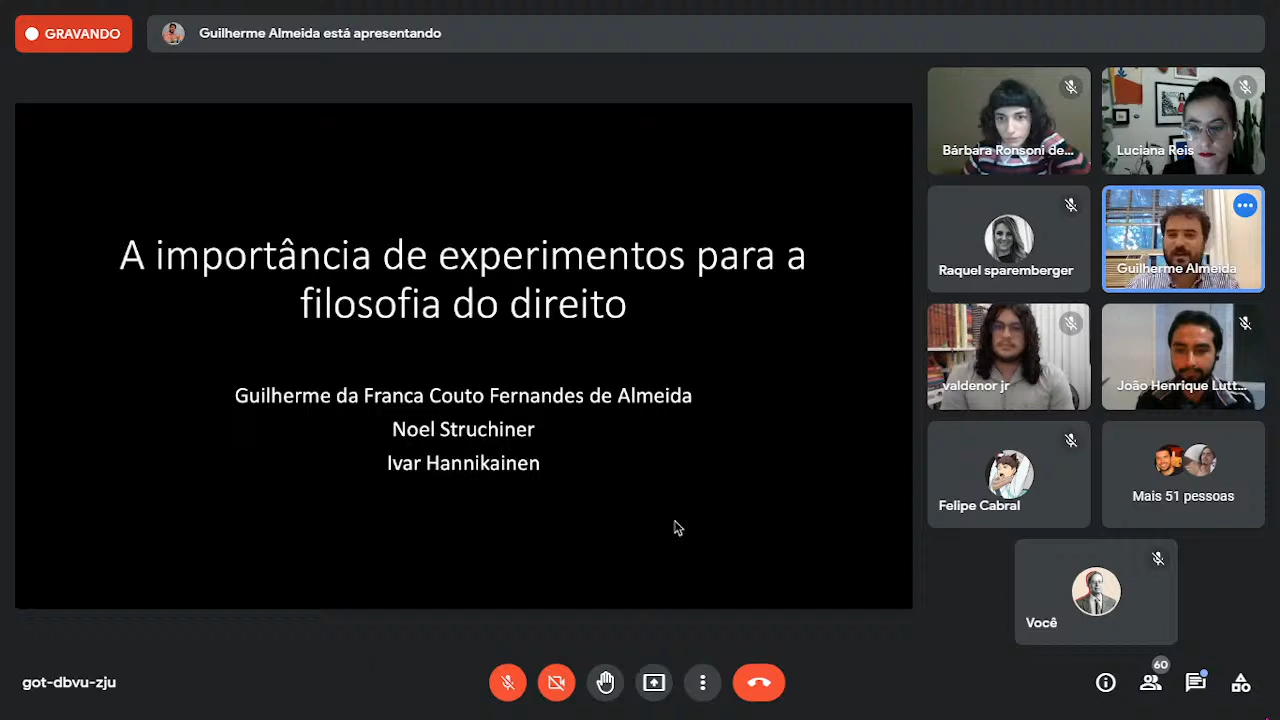 GRAVANDO
Guilherme Almeida está apresentando
A importância de experimentos para a
filosofia do direito
Guilherme da Franca Couto Fernandes de Almeida
Noel Struchiner
Ivar Hannikainen
Bárbara Ronsoni de...
Luciana Reis
Raquel sparemberger
Guilherme Almeida
valdenor jr
João Henrique Lutt...
Felipe Cabral
Mais 51 pessoas
Você
got-dbvu-zju
60